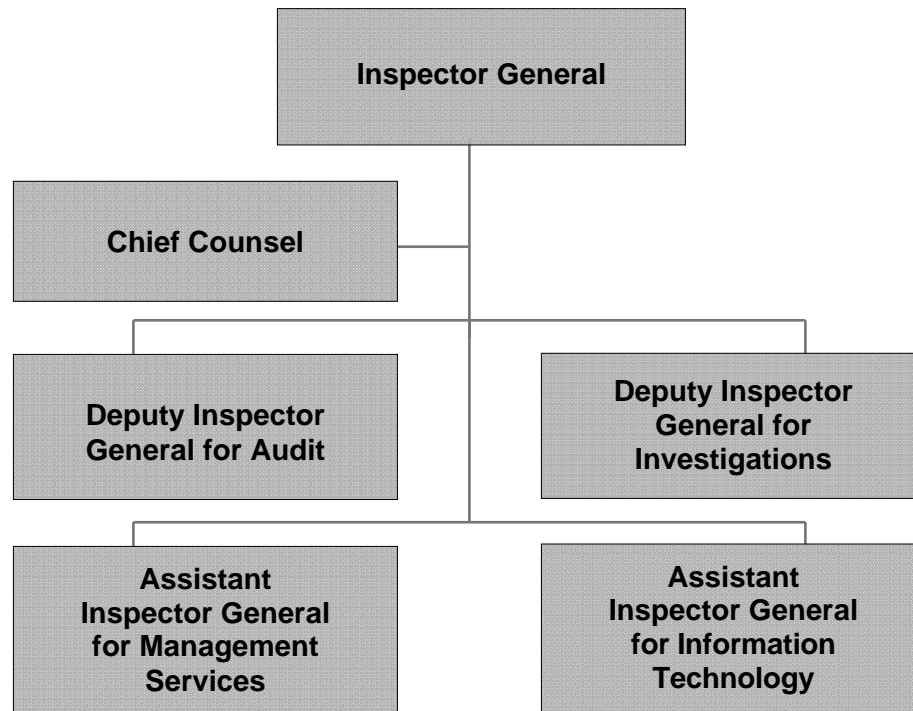 Inspector General
Chief Counsel
Deputy Inspector
General for Audit
Deputy Inspector
General for
Investigations
Assistant
Inspector General
for Management
Services
Assistant
Inspector General
for Information
Technology